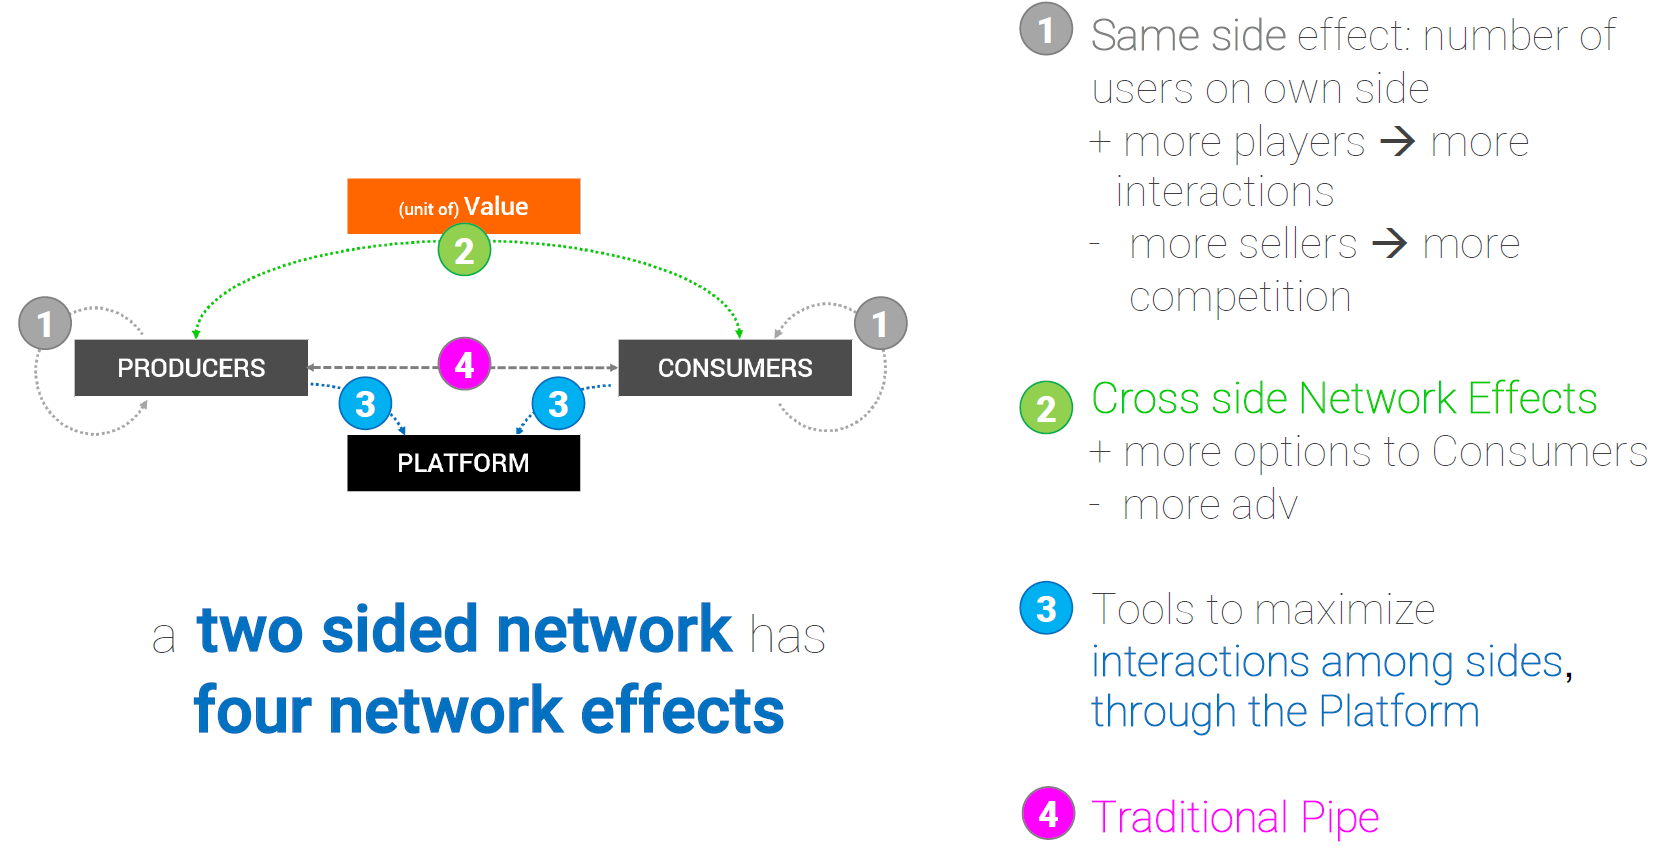 (unit of) Value
2
1
1
PRODUCERS
4
CONSUMERS
3
3
PLATFORM
a two sided network has
four network effects
1 Same side effect: number of
users on own side
+ more players → more
interactions
- more sellers → more
competition
2 Cross side Network Effects
+ more options to Consumers
- more adv
3 Tools to maximize
interactions among sides,
through the Platform
4 Traditional Pipe